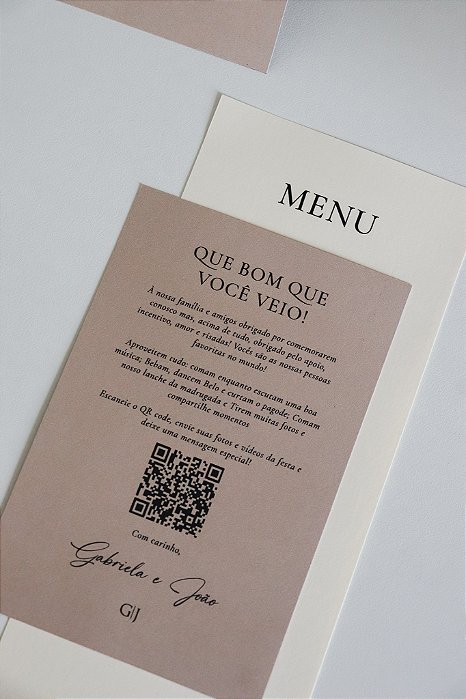 MENU
QUE BOM QUE
VOCÊ VEIO!
À nossa família e amigos obrigado por comemorarem
conosco mas, acima de tudo, obrigado pelo apoio,
incentivo, amor e risadas! Vocês são as nossas pessoas
favoritas no mundo!
Aproveitem tudo: comam enquanto escutam uma boa
música; Bebam, dancem Belo e curtam o pagode; Comam
nosso lanche da madrugada e Tirem muitas fotos e
compartilhe momentos
Escaneie o QR code, envie suas fotos e vídeos da festa e
deixe uma mensagem especial!
Com carinho,
Gabriela e João
G|J